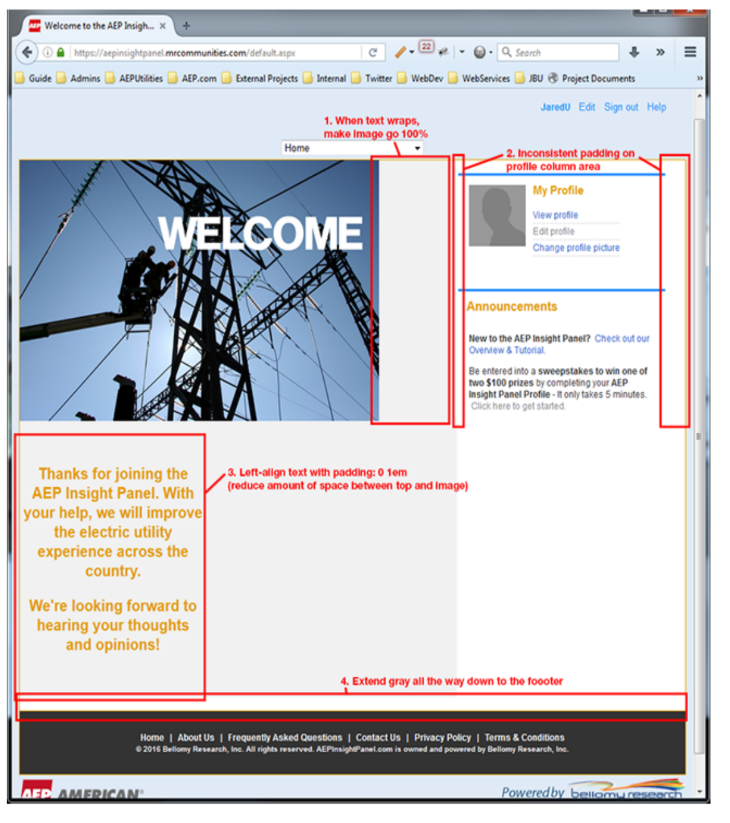 AEP Welcome to the AEP Insigh... × +
https://aepinsightpanel.mrcommunities.com/default.aspx
22
Search
Guide Admins AEPUtilities AEP.com External Projects Internal Twitter WebDev WebServices JBU Project Documents »
JaredU Edit Sign out Help
1. When text wraps,
make image go 100%
Home
2. Inconsistent padding on
profile column area
WELCOME
My Profile
View profile
Edit profile
Change profile picture
Announcements
New to the AEP Insight Panel? Check out our
Overview & Tutorial.
Be entered into a sweepstakes to win one of
two $100 prizes by completing your AEP
Insight Panel Profile - It only takes 5 minutes.
Click here to get started.
3. Left-align text with padding: 0 1em
(reduce amount of space between top and image)
Thanks for joining the
AEP Insight Panel. With
your help, we will improve
the electric utility
experience across the
country.
We're looking forward to
hearing your thoughts
and opinions!
4. Extend gray all the way down to the foooter
Home | About Us | Frequently Asked Questions | Contact Us | Privacy Policy | Terms & Conditions
© 2016 Bellomy Research, Inc. All rights reserved. AEPInsightPanel.com is owned and powered by Bellomy Research, Inc.
AEP AMERICAN®
Powered by bellomy research